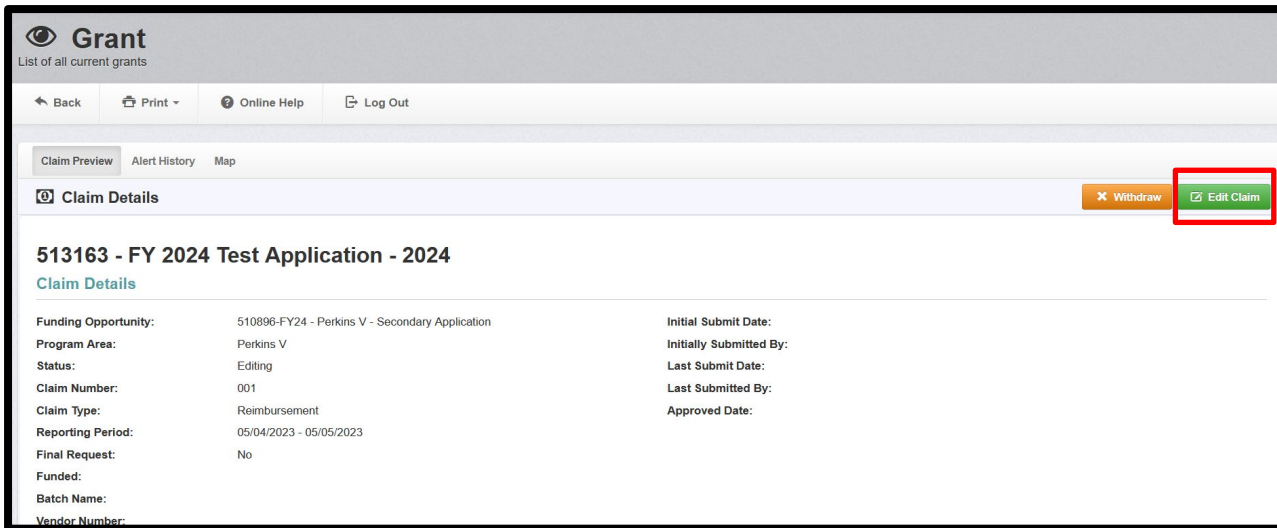 Grant
List of all current grants
Back Print Online Help Log Out
Claim Preview Alert History Map
Claim Details Withdraw Edit Claim
513163 - FY 2024 Test Application - 2024
Claim Details
Funding Opportunity: 510896-FY24 - Perkins V - Secondary Application Initial Submit Date:
Program Area: Perkins V Initially Submitted By:
Status: Editing Last Submit Date:
Claim Number: 001 Last Submitted By:
Claim Type: Reimbursement Approved Date:
Reporting Period: 05/04/2023 - 05/05/2023
Final Request: No
Funded:
Batch Name:
Vendor Number: